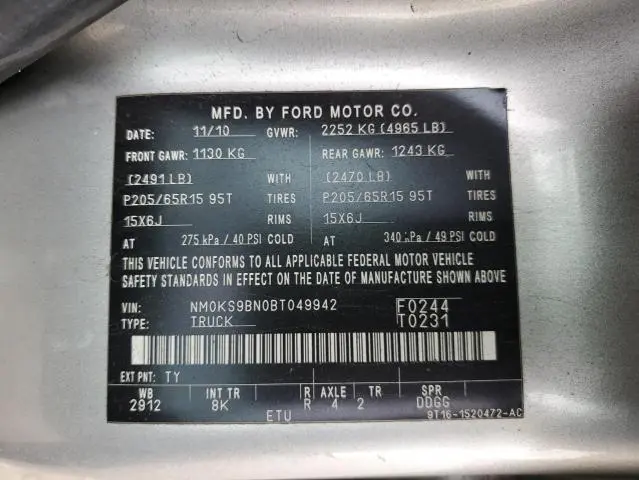 MFD. BY FORD MOTOR CO.
DATE: 11/10 GVWR: 2252 KG (4965 LB)
FRONT GAWR: 1130 KG REAR GAWR: 1243 KG
(2491 LB) WITH (2470 LB) WITH
P205/65R15 95T TIRES P205/65R15 95T TIRES
15X6J RIMS 15X6J RIMS
AT 275 kPa / 40 PSI COLD AT 340 kPa / 49 PSI COLD
THIS VEHICLE CONFORMS TO ALL APPLICABLE FEDERAL MOTOR VEHICLE
SAFETY STANDARDS IN EFFECT ON THE DATE OF MANUFACTURE SHOWN ABOVE
VIN: NM0KS9BN0BT049942 F0244
TYPE: TRUCK T0231
EXT PNT: TY
WB INT TR R AXLE TR SPR
2912 8K R 4 2 DDGG
ETU 9T16-1520472-AC